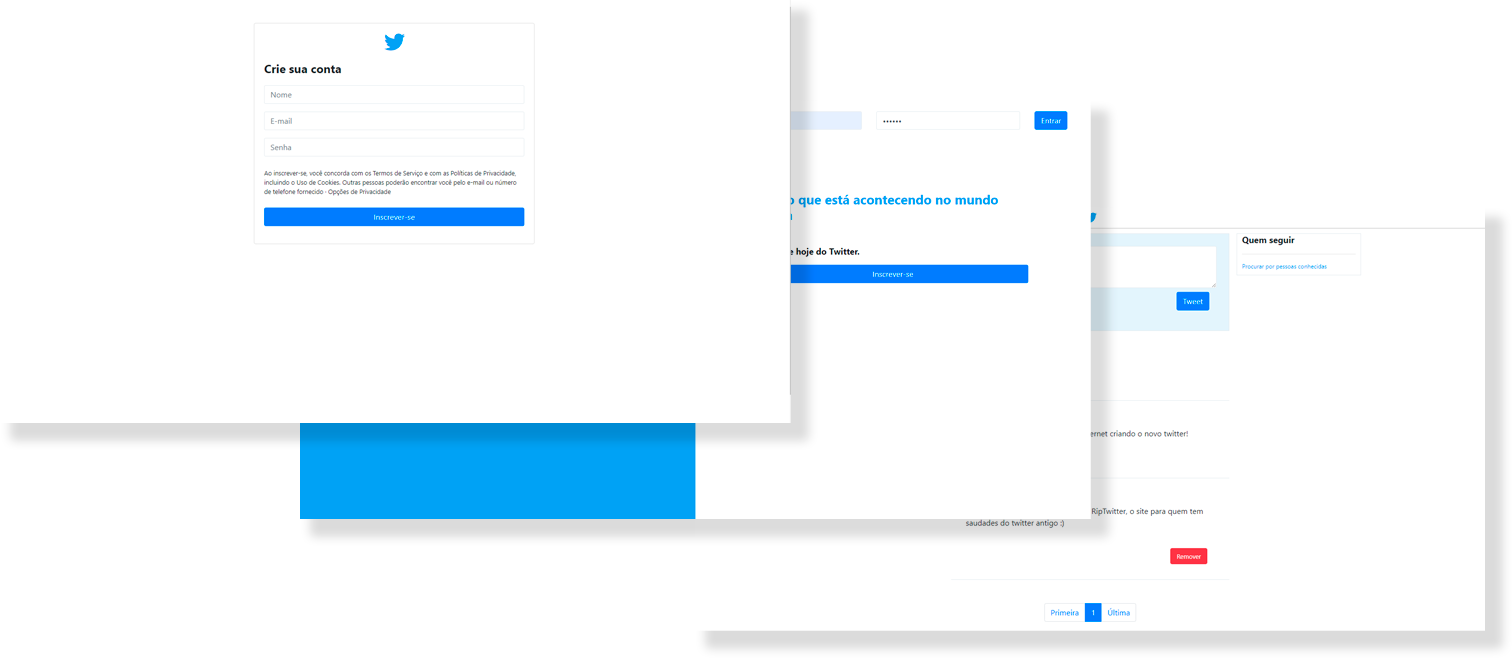 Crie sua conta
Nome
E-mail
Senha
Ao inscrever-se, você concorda com os Termos de Serviço e com as Políticas de Privacidade,
incluindo o Uso de Cookies. Outras pessoas poderão encontrar você pelo e-mail ou número
de telefone fornecido · Opções de Privacidade
Inscrever-se
••••••
Entrar
o que está acontecendo no mundo
e hoje do Twitter.
Inscrever-se
Quem seguir
Procurar por pessoas conhecidas
Tweet
ernet criando o novo twitter!
RipTwitter, o site para quem tem
saudades do twitter antigo :)
Remover
Primeira
1
Última